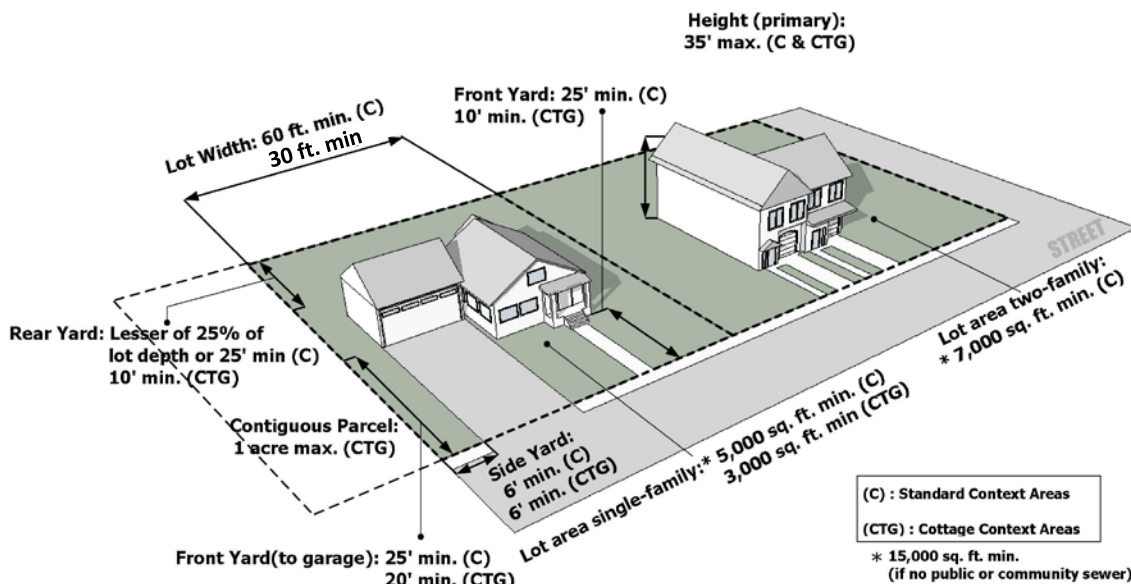 Height (primary):
35' max. (C & CTG)
Front Yard: 25' min. (C)
10' min. (CTG)
Lot Width: 60 ft. min. (C)
30 ft. min
STREET
Lot area two-family:
* 7,000 sq. ft. min. (C)
Rear Yard: Lesser of 25% of
lot depth or 25' min (C)
10' min. (CTG)
Contiguous Parcel:
1 acre max. (CTG)
Side Yard:
6' min. (C)
6' min. (CTG)
Lot area single-family:* 5,000 sq. ft. min. (C)
3,000 sq. ft. min (CTG)
Front Yard(to garage): 25' min. (C)
20' min. (CTG)
(C) : Standard Context Areas
(CTG) : Cottage Context Areas
* 15,000 sq. ft. min.
(if no public or community sewer)